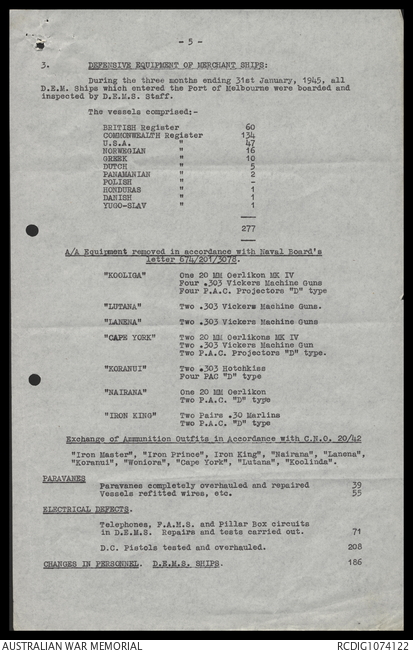 - 5 -
3. DEFENSIVE EQUIPMENT OF MERCHANT SHIPS:
During the three months ending 31st January, 1945, all
D.E.M. Ships which entered the Port of Melbourne were boarded and
inspected by D.E.M.S. Staff.
The vessels comprised:-
BRITISH Register 60
COMMONWEALTH Register 134
U.S.A. " 47
NORWEGIAN " 16
GREEK " 10
DUTCH " 5
PANAMANIAN " 2
POLISH " -
HONDURAS " 1
DANISH " 1
YUGO-SLAV " 1
277
A/A Equipment removed in accordance with Naval Board's
letter 674/201/3078.
"KOOLIGA" One 20 MM Oerlikon MK IV
Four .303 Vickers Machine Guns
Four P.A.C. Projectors "D" type
"LUTANA" Two .303 Vickers Machine Guns.
"LANENA" Two .303 Vickers Machine Guns
"CAPE YORK" Two 20 MM Oerlikons MK IV
Two .303 Vickers Machine Gun
Two P.A.C. Projectors "D" type.
"KORANUI" Two .303 Hotchkiss
Four PAC "D" type
"NAIRANA" One 20 MM Oerlikon
Two P.A.C. "D" type
"IRON KING" Two Pairs .30 Marlins
Two P.A.C. "D" type
Exchange of Ammunition Outfits in Accordance with C.N.O. 20/42
"Iron Master", "Iron Prince", Iron King", "Nairana", "Lanena",
"Koranui", "Woniora", "Cape York", "Lutana", "Koolinda".
PARAVANES
Paravanes completely overhauled and repaired 39
Vessels refitted wires, etc. 55
ELECTRICAL DEFECTS.
Telephones, F.A.H.S. and Pillar Box circuits
in D.E.M.S. Repairs and tests carried out. 71
D.C. Pistols tested and overhauled. 208
CHANGES IN PERSONNEL. D.E.M.S. SHIPS. 186
AUSTRALIAN WAR MEMORIAL
RCDIG1074122